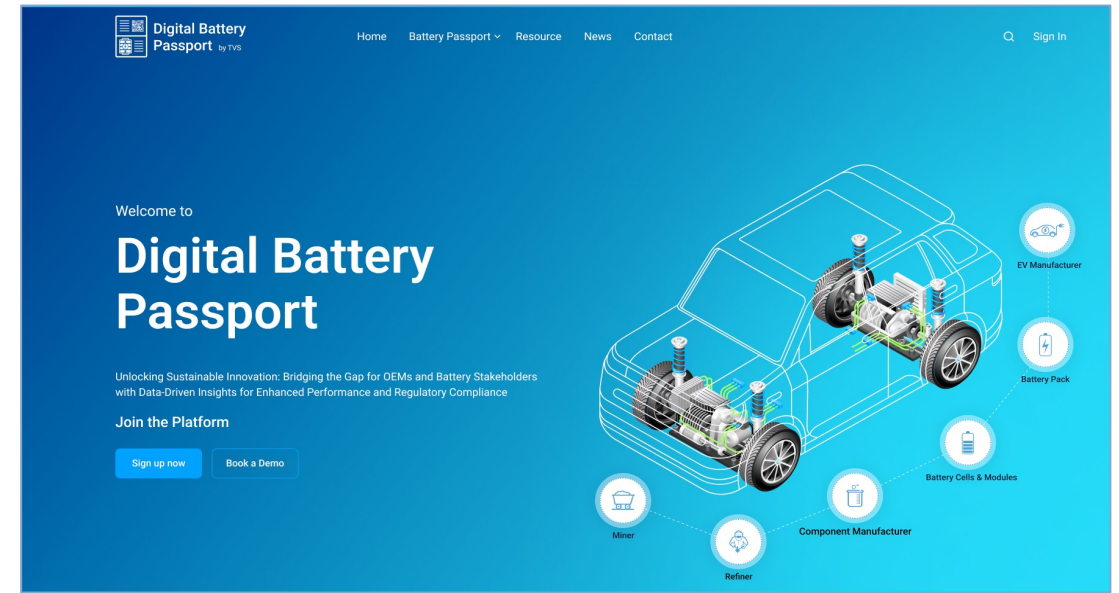 Digital Battery
Passport by TVS
Home Battery Passport Resource News Contact
Sign In
Welcome to
Digital Battery
Passport
Unlocking Sustainable Innovation: Bridging the Gap for OEMs and Battery Stakeholders
with Data-Driven Insights for Enhanced Performance and Regulatory Compliance
Join the Platform
Sign up now Book a Demo
EV Manufacturer
Battery Pack
Battery Cells & Modules
Component Manufacturer
Miner
Refiner